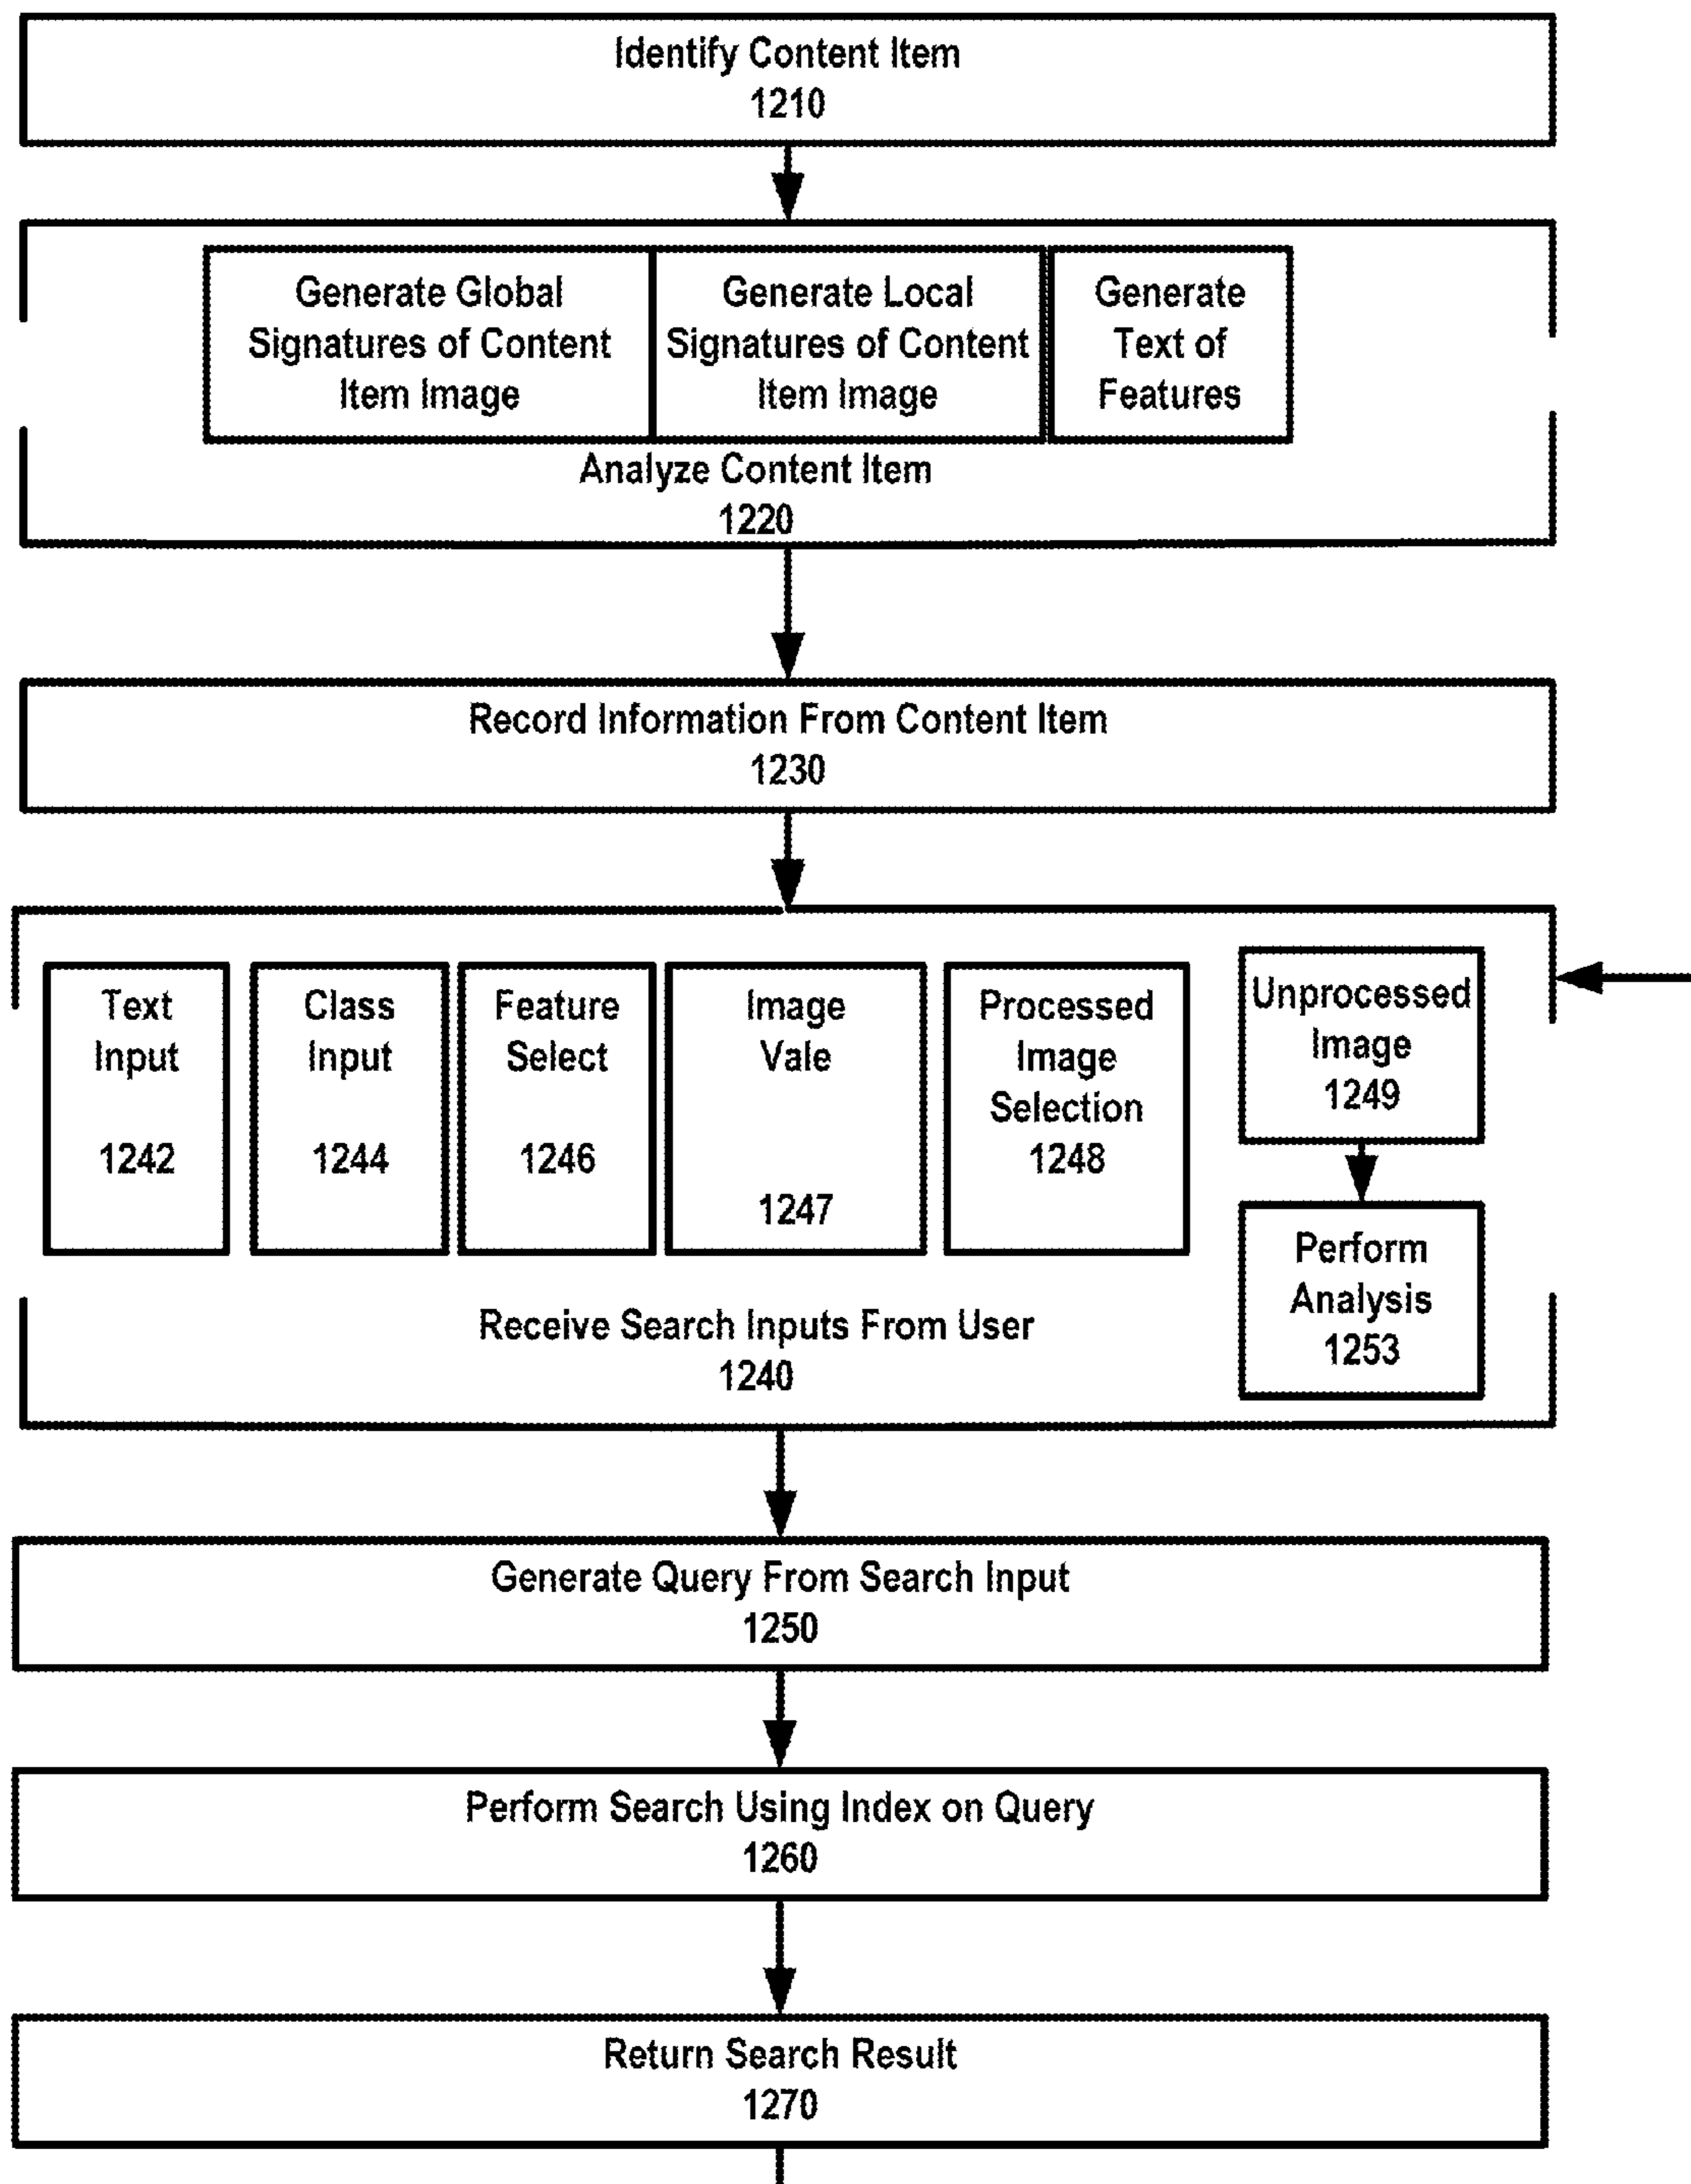 Identify Content Item
1210
Generate Global
Signatures of Content
Item Image
Generate Local
Signatures of Content
Item Image
Generate
Text of
Features
Analyze Content Item
1220
Record Information From Content Item
1230
Text
Input
1242
Class
Input
1244
Feature
Select
1246
Image
Vale
1247
Processed
Image
Selection
1248
Unprocessed
Image
1249
Perform
Analysis
1253
Receive Search Inputs From User
1240
Generate Query From Search Input
1250
Perform Search Using Index on Query
1260
Return Search Result
1270